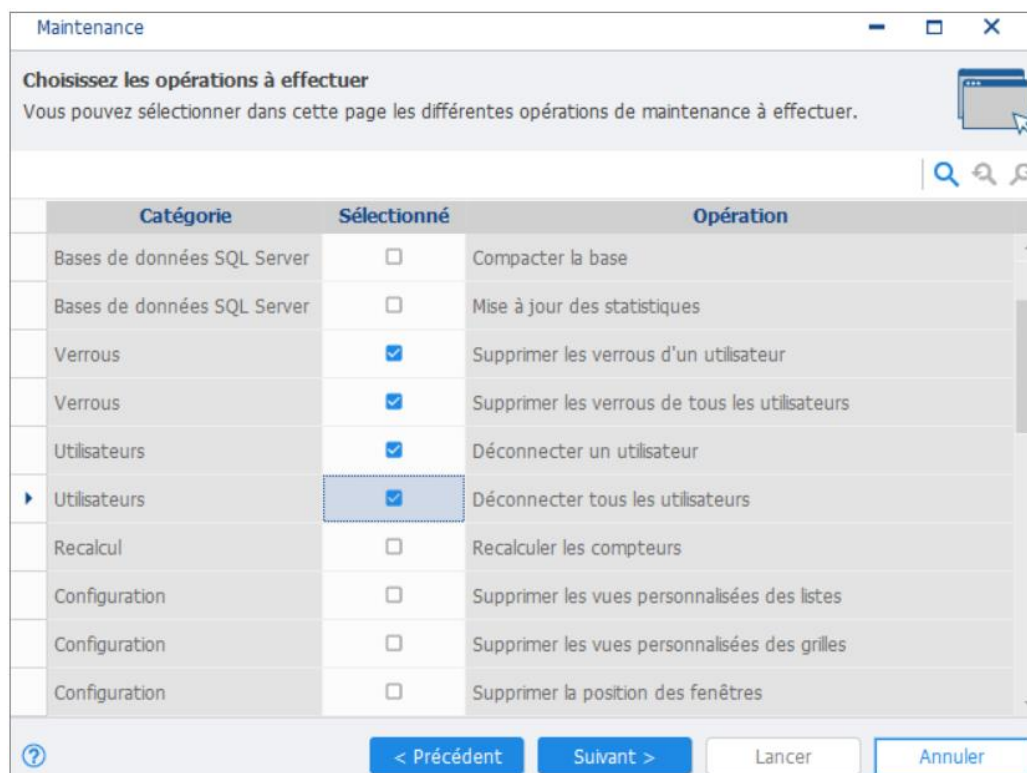 Maintenance
Choisissez les opérations à effectuer
Vous pouvez sélectionner dans cette page les différentes opérations de maintenance à effectuer.
Catégorie Sélectionné Opération
Bases de données SQL Server Compacter la base
Bases de données SQL Server Mise à jour des statistiques
Verrous Supprimer les verrous d'un utilisateur
Verrous Supprimer les verrous de tous les utilisateurs
Utilisateurs Déconnecter un utilisateur
Utilisateurs Déconnecter tous les utilisateurs
Recalcul Recalculer les compteurs
Configuration Supprimer les vues personnalisées des listes
Configuration Supprimer les vues personnalisées des grilles
Configuration Supprimer la position des fenêtres
? < Précédent Suivant > Lancer Annuler